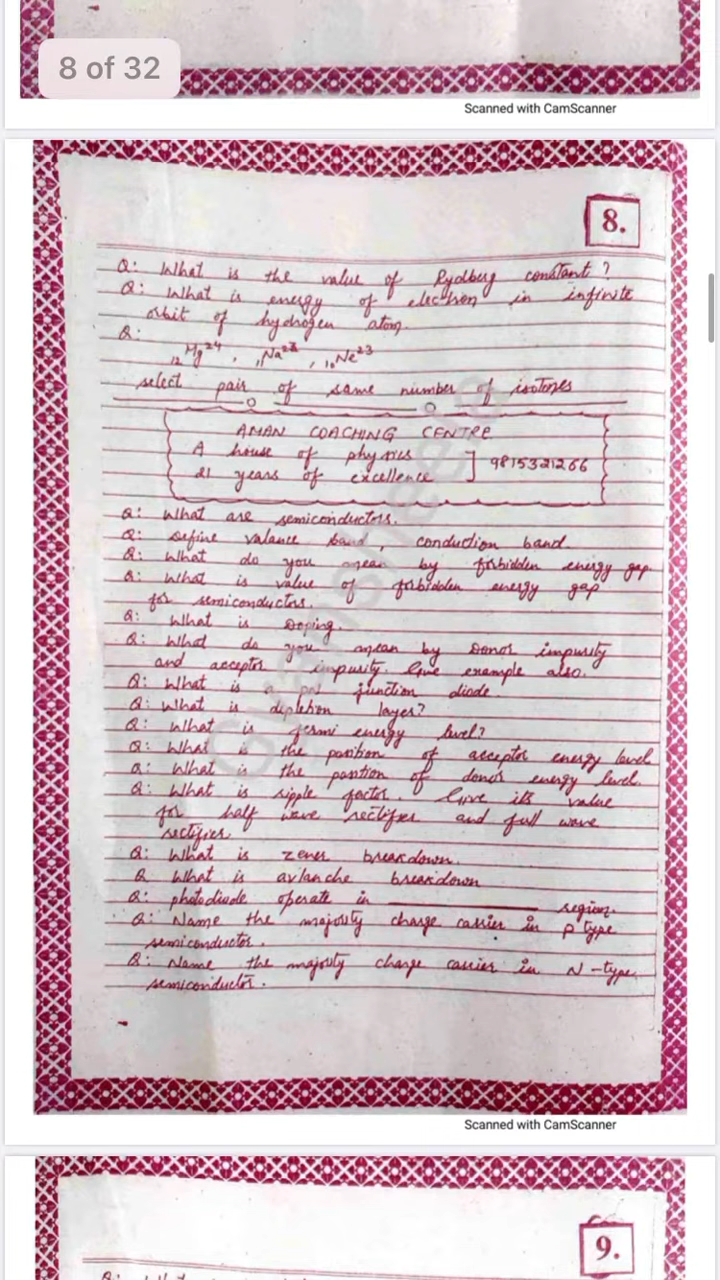 8 of 32
Scanned with CamScanner
8.
Q: What is the value of Rydberg constant ?
Q: What is energy of electron in infinite
orbit of hydrogen atom.
Q:
₁₂Mg²⁴ , ₁₁Na²³ , ₁₀Ne²³
select pair of same number of isotones
AMAN COACHING CENTRE
A house of physics
21 years of excellence ] 9815321266
Q: What are semiconductors.
Q: Define valance band, conduction band.
Q: What do you mean by forbidden energy gap.
Q: What is value of forbidden energy gap
for semiconductors.
Q: What is Doping.
Q: What do you mean by Donor impurity
and acceptor impurity. Give example also.
Q: What is a pn junction diode
Q: What is depletion layer?
Q: What is fermi energy level?
Q: What is the position of acceptor energy level
Q: What is the position of donor energy level.
Q: What is ripple factor. Give its value
for half wave rectifier and full wave
rectifier
Q: What is zener breakdown.
Q What is avlanche breakdown
Q: photodiode operate in ________ region.
Q: Name the majority charge carrier in P type
semiconductor.
Q: Name the majority charge carrier in N-type
semiconductor.
Scanned with CamScanner
9.